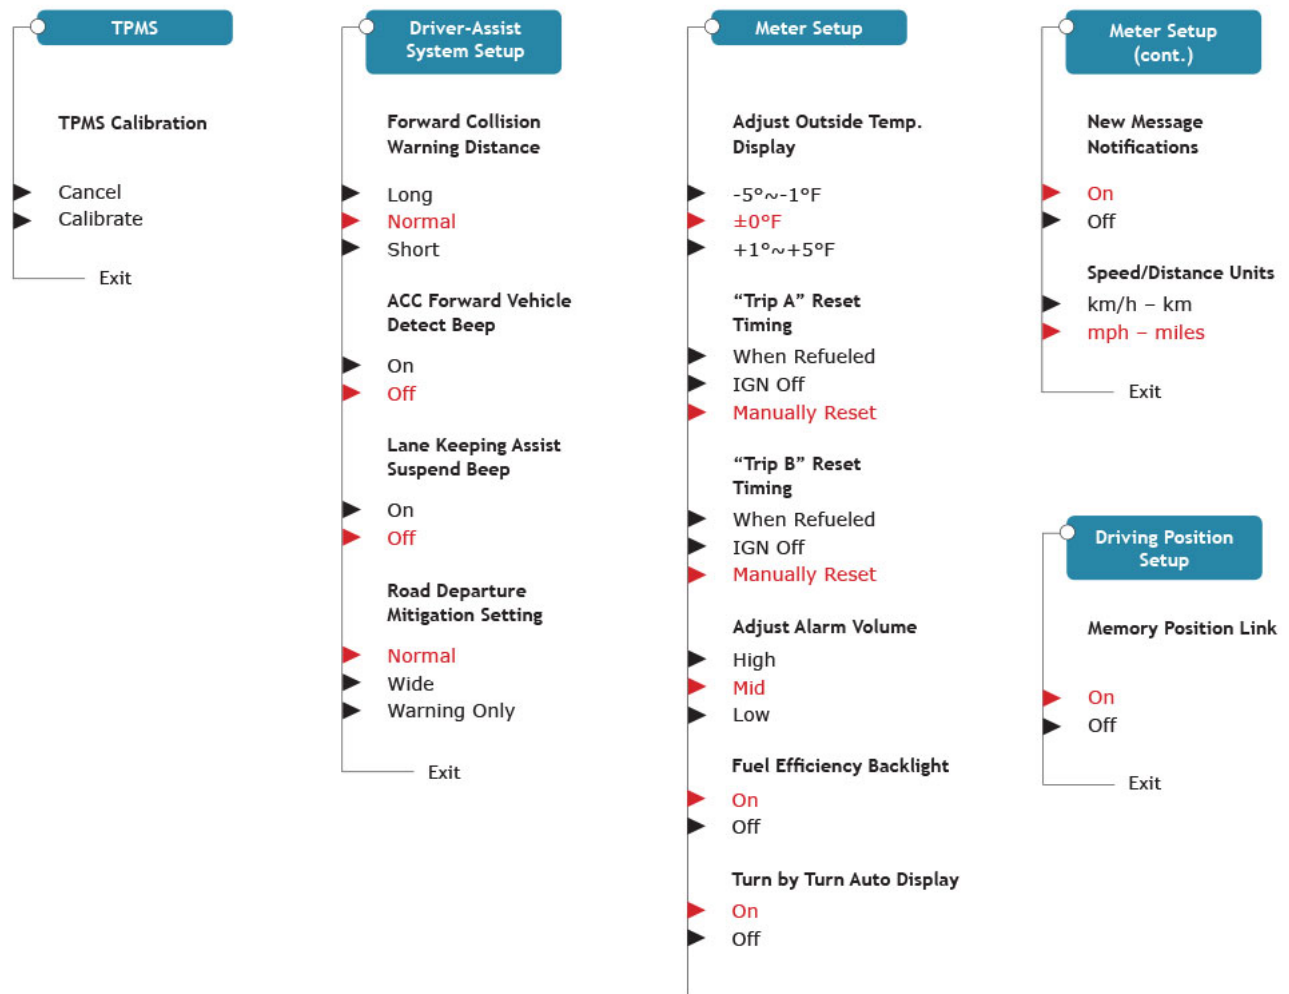 TPMS
TPMS Calibration
Cancel
Calibrate
Exit
Driver-Assist
System Setup
Forward Collision
Warning Distance
Long
Normal
Short
ACC Forward Vehicle
Detect Beep
On
Off
Lane Keeping Assist
Suspend Beep
On
Off
Road Departure
Mitigation Setting
Normal
Wide
Warning Only
Exit
Meter Setup
Adjust Outside Temp.
Display
-5°~-1°F
±0°F
+1°~+5°F
“Trip A” Reset
Timing
When Refueled
IGN Off
Manually Reset
“Trip B” Reset
Timing
When Refueled
IGN Off
Manually Reset
Adjust Alarm Volume
High
Mid
Low
Fuel Efficiency Backlight
On
Off
Turn by Turn Auto Display
On
Off
Meter Setup
(cont.)
New Message
Notifications
On
Off
Speed/Distance Units
km/h – km
mph – miles
Exit
Driving Position
Setup
Memory Position Link
On
Off
Exit